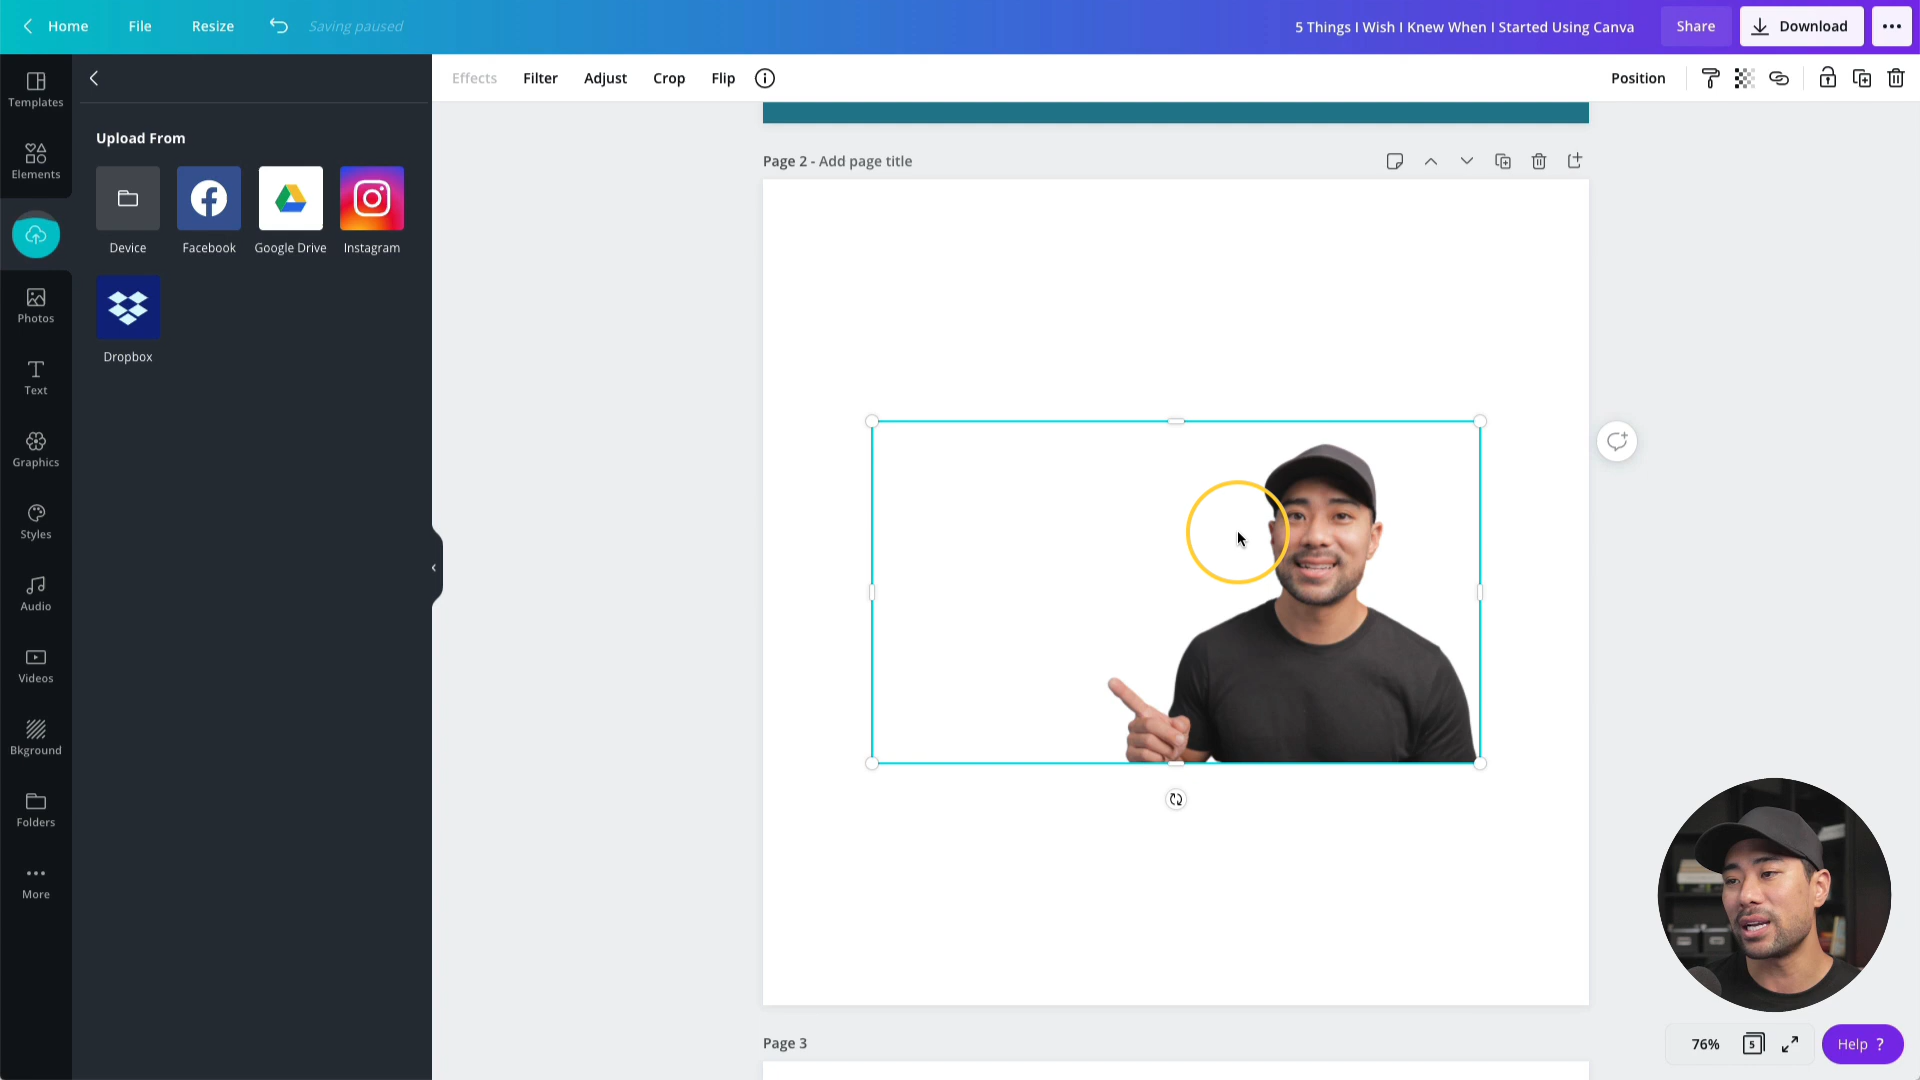 Home File Resize Saving paused 5 Things I Wish I Knew When I Started Using Canva Share Download
Effects Filter Adjust Crop Flip Position
Templates
Elements
Photos
Text
Graphics
Styles
Audio
Videos
Bkground
Folders
More
Upload From
Device Facebook Google Drive Instagram
Dropbox
Page 2 - Add page title
Page 3
76% 5 Help ?